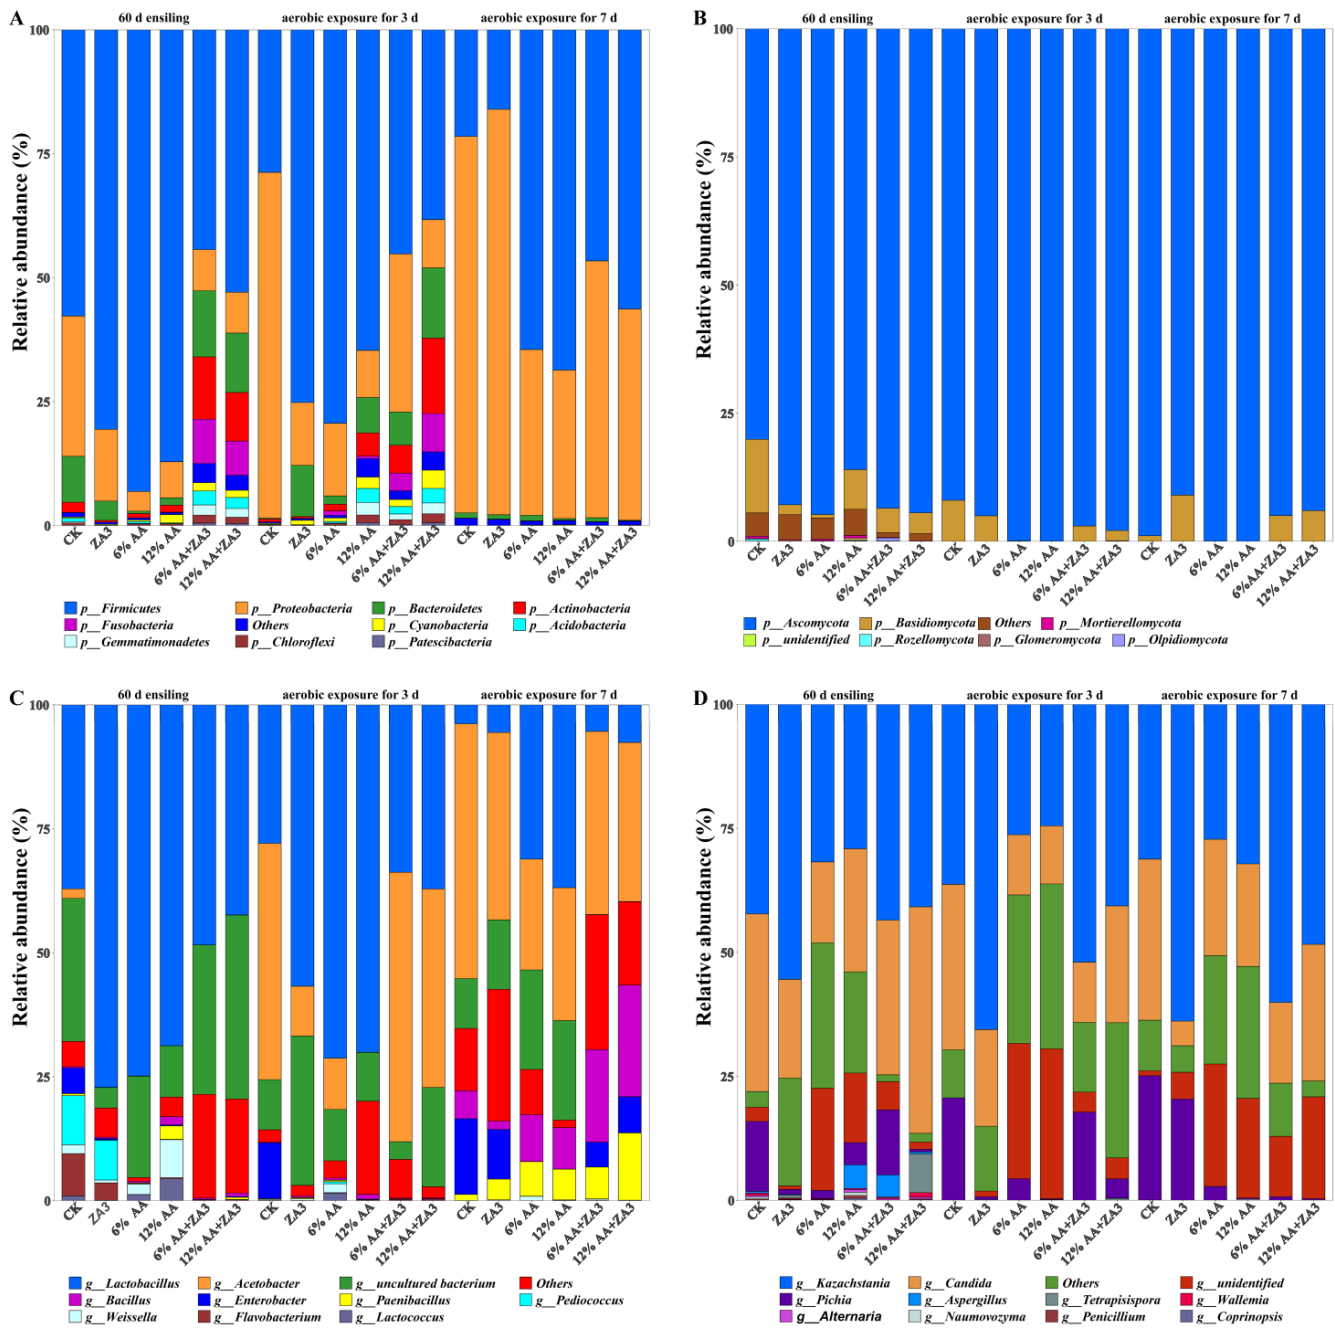 A
60 d ensiling
aerobic exposure for 3 d
aerobic exposure for 7 d
Relative abundance (%)
100
75
50
25
0
CK
ZA3
6% AA
12% AA
6% AA+ZA3
12% AA+ZA3
CK
ZA3
6% AA
12% AA
6% AA+ZA3
12% AA+ZA3
CK
ZA3
6% AA
12% AA
6% AA+ZA3
12% AA+ZA3
p__Firmicutes p__Proteobacteria p__Bacteroidetes p__Actinobacteria
p__Fusobacteria Others p__Cyanobacteria p__Acidobacteria
p__Gemmatimonadetes p__Chloroflexi p__Patescibacteria
B
60 d ensiling
aerobic exposure for 3 d
aerobic exposure for 7 d
Relative abundance (%)
100
75
50
25
0
CK
ZA3
6% AA
12% AA
6% AA+ZA3
12% AA+ZA3
CK
ZA3
6% AA
12% AA
6% AA+ZA3
12% AA+ZA3
CK
ZA3
6% AA
12% AA
6%AA+ZA3
12% AA+ZA3
p__Ascomycota p__Basidiomycota Others p__Mortierellomycota
p__unidentified p__Rozellomycota p__Glomeromycota p__Olpidiomycota
C
60 d ensiling
aerobic exposure for 3 d
aerobic exposure for 7 d
Relative abundance (%)
100
75
50
25
0
CK
ZA3
6% AA
12% AA
6% AA+ZA3
12% AA+ZA3
CK
ZA3
6% AA
12% AA
6% AA+ZA3
12% AA+ZA3
CK
ZA3
6% AA
12% AA
6% AA+ZA3
12% AA+ZA3
g__Lactobacillus g__Acetobacter g__uncultured bacterium Others
g__Bacillus g__Enterobacter g__Paenibacillus g__Pediococcus
g__Weissella g__Flavobacterium g__Lactococcus
D
60 d ensiling
aerobic exposure for 3 d
aerobic exposure for 7 d
Relative abundance (%)
100
75
50
25
0
CK
ZA3
6% AA
12% AA
6% AA+ZA3
12% AA+ZA3
CK
ZA3
6% AA
12% AA
6% AA+ZA3
12% AA+ZA3
CK
ZA3
6% AA
12% AA
6% AA+ZA3
12% AA+ZA3
g__Kazachstania g__Candida Others g__unidentified
g__Pichia g__Aspergillus g__Tetrapisispora g__Wallemia
g__Alternaria g__Naumovozyma g__Penicillium g__Coprinopsis